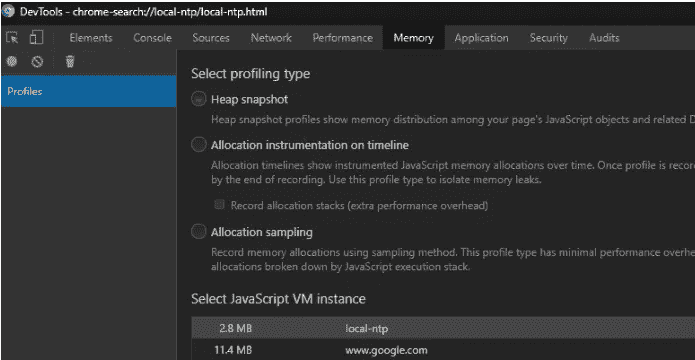 DevTools - chrome-search://local-ntp/local-ntp.html
Elements Console Sources Network Performance Memory Application Security Audits
Profiles
Select profiling type
Heap snapshot
Heap snapshot profiles show memory distribution among your page's JavaScript objects and related D
Allocation instrumentation on timeline
Allocation timelines show instrumented JavaScript memory allocations over time. Once profile is recor
by the end of recording. Use this profile type to isolate memory leaks.
Record allocation stacks (extra performance overhead)
Allocation sampling
Record memory allocations using sampling method. This profile type has minimal performance overhe
allocations broken down by JavaScript execution stack.
Select JavaScript VM instance
2.8 MB local-ntp
11.4 MB www.google.com